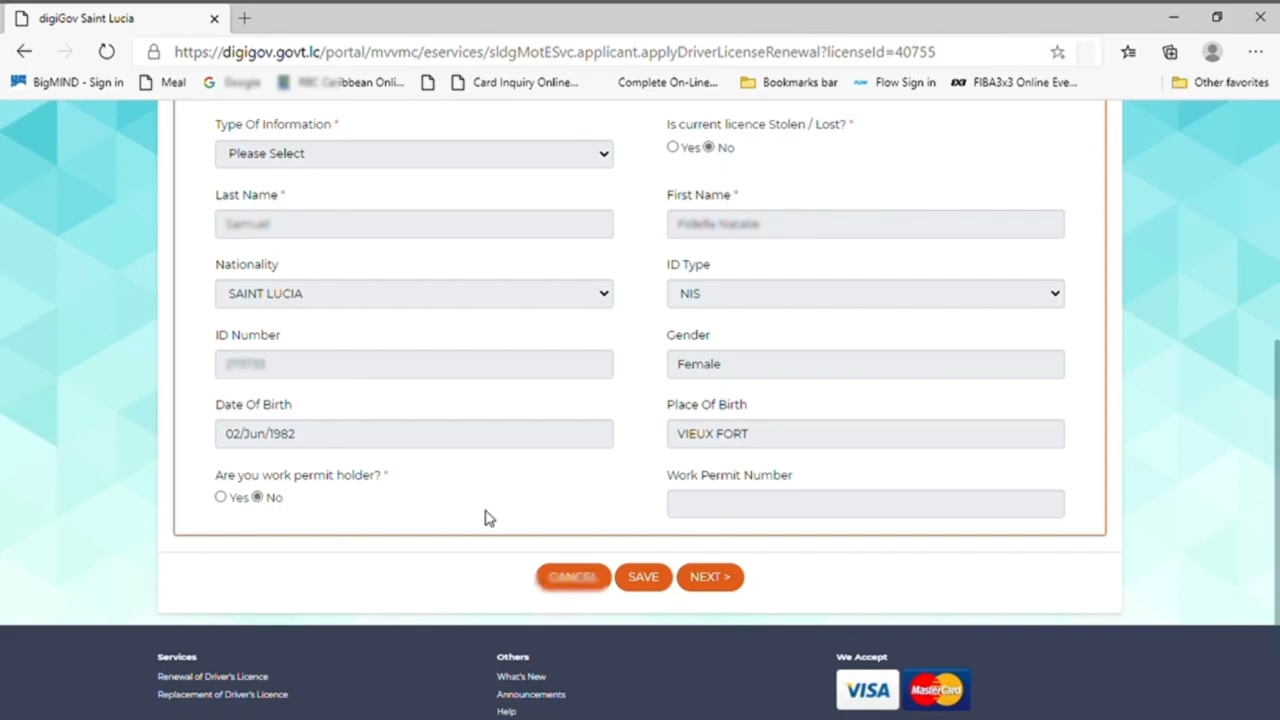 digiGov Saint Lucia
https://digigov.govt.lc/portal/mvvmc/eservices/sldgMotESvc.applicant.applyDriverLicenseRenewal?licenseId=40755
BigMIND - Sign in Meal Caribbean Onli... Card Inquiry Online... Complete On-Line... Bookmarks bar Flow Sign in FIBA3x3 Online Eve... Other favorites
Type Of Information * Is current licence Stolen / Lost? *
Please Select Yes No
Last Name * First Name *
Nationality ID Type
SAINT LUCIA NIS
ID Number Gender
Female
Date Of Birth Place Of Birth
02/Jun/1982 VIEUX FORT
Are you work permit holder? * Work Permit Number
Yes No
CANCEL SAVE NEXT >
Services Others We Accept
Renewal of Driver's Licence What's New
Replacement of Driver's Licence Announcements
Help
VISA MasterCard